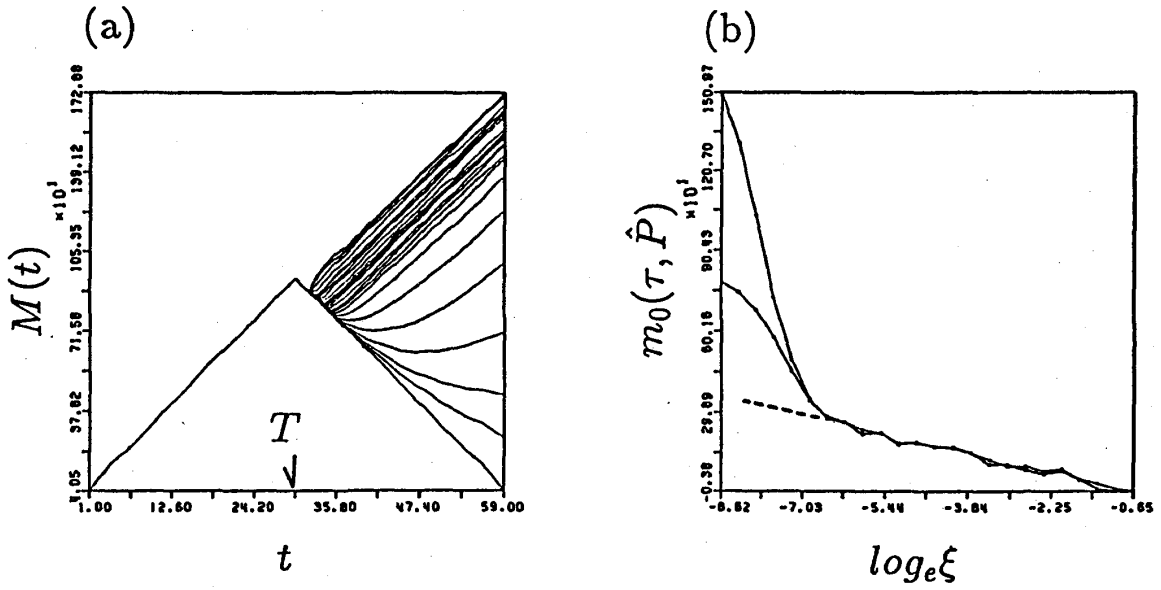 (a)
M(t)
×10¹
172.88
139.12
105.35
71.58
37.82
4.05
T
1.00 12.60 24.20 35.80 47.40 59.00
t
(b)
m₀(τ, P̂)
×10¹
150.97
120.70
90.43
60.16
29.89
-0.38
-8.62 -7.03 -5.44 -3.84 -2.25 -0.65
logₑξ